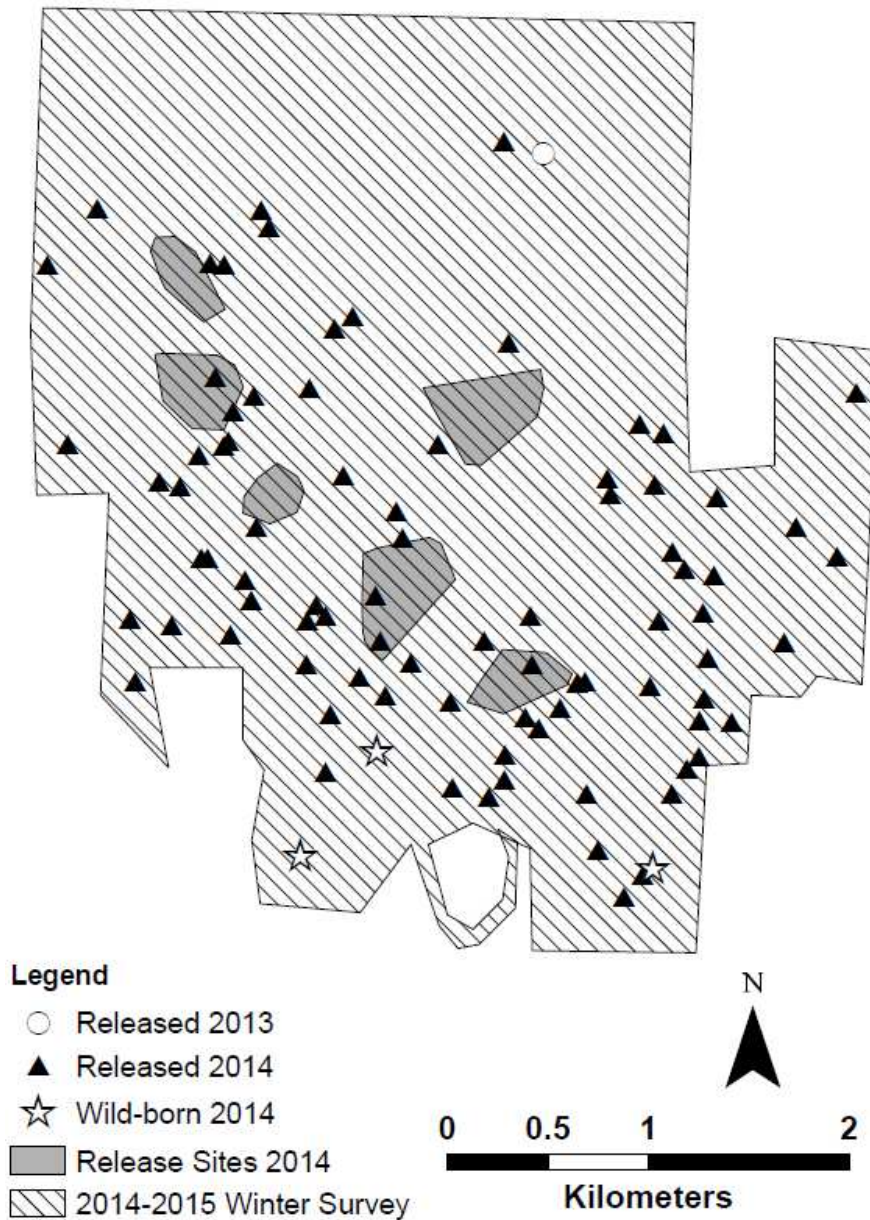 Legend
Released 2013
Released 2014
Wild-born 2014
Release Sites 2014
2014-2015 Winter Survey
N
0 0.5 1 2
Kilometers